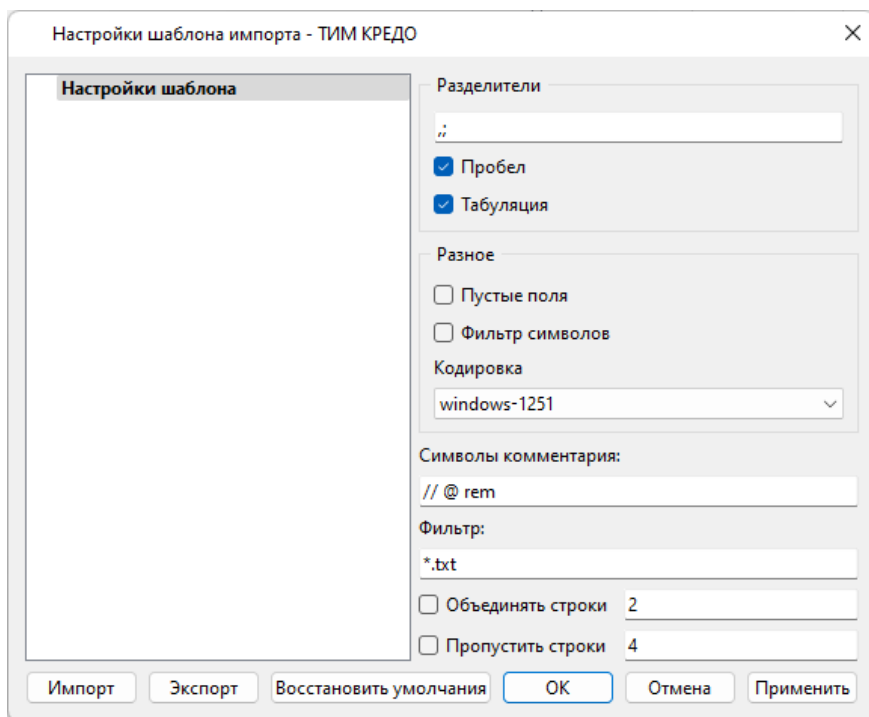 Настройки шаблона импорта - ТИМ КРЕДО
Настройки шаблона
Разделители
,;
Пробел
Табуляция
Разное
Пустые поля
Фильтр символов
Кодировка
windows-1251
Символы комментария:
// @ rem
Фильтр:
*.txt
Объединять строки 2
Пропустить строки 4
Импорт Экспорт Восстановить умолчания ОК Отмена Применить